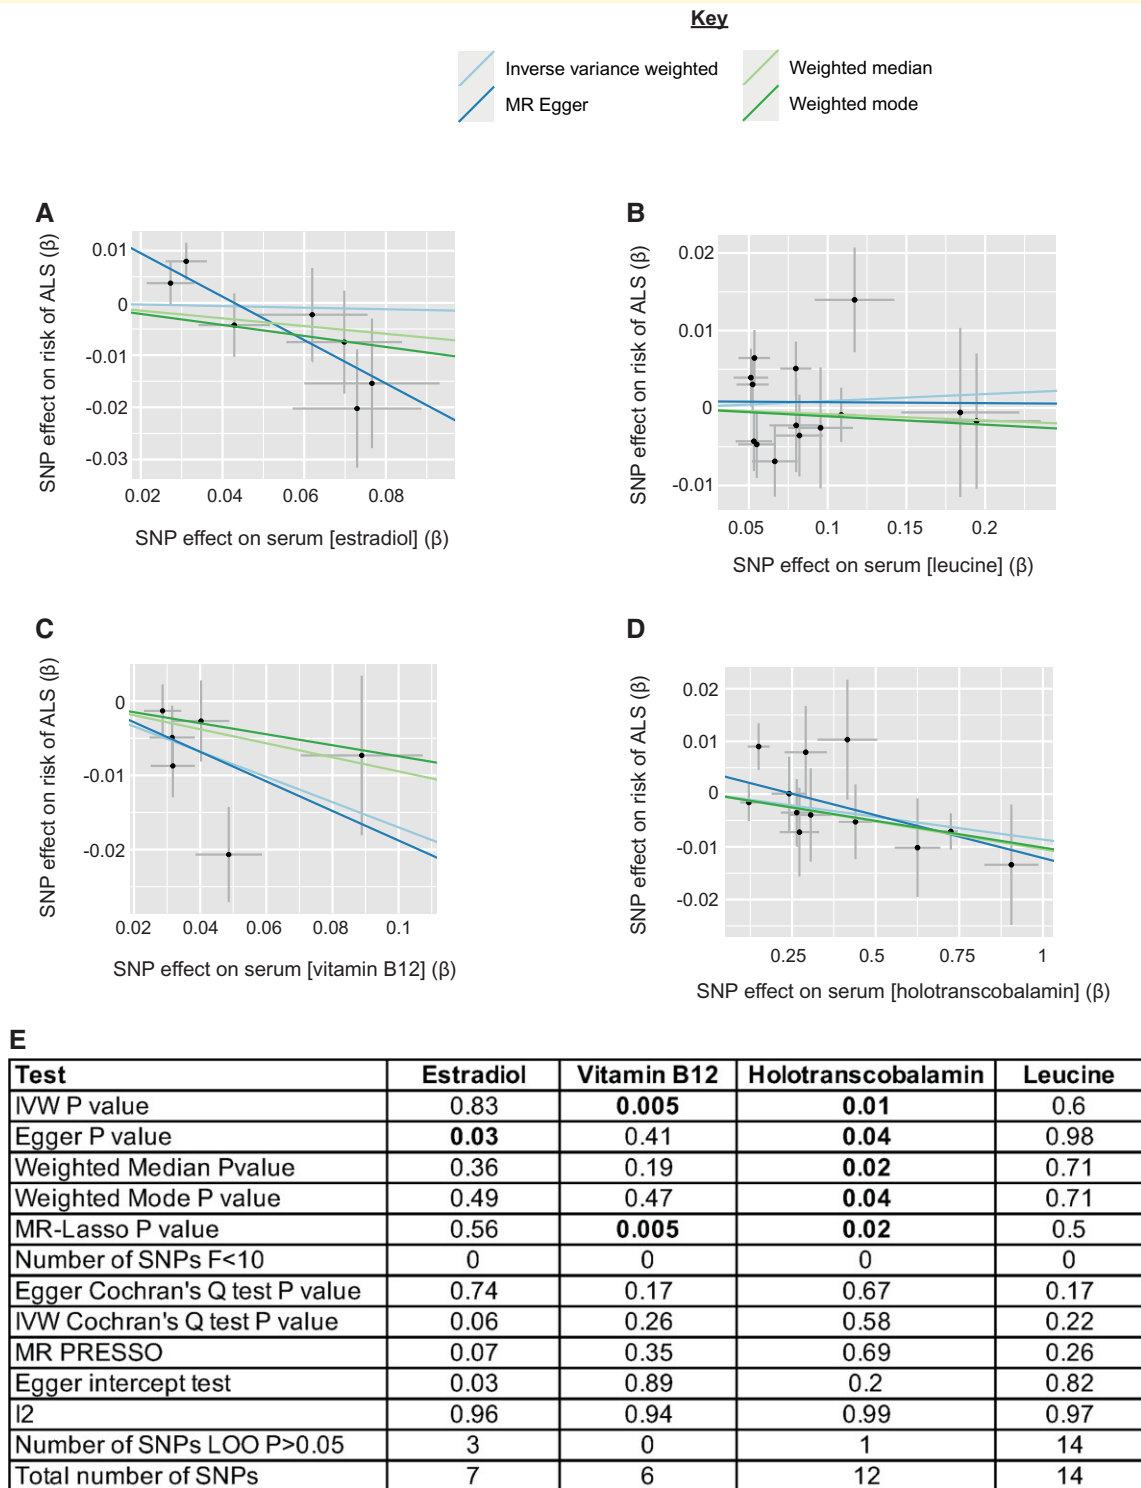 Key
Inverse variance weighted
Weighted median
MR Egger
Weighted mode
A
SNP effect on risk of ALS (β)
0.01
0
-0.01
-0.02
-0.03
0.02 0.04 0.06 0.08
SNP effect on serum [estradiol] (β)
B
SNP effect on risk of ALS (β)
0.02
0.01
0
-0.01
0.05 0.1 0.15 0.2
SNP effect on serum [leucine] (β)
C
SNP effect on risk of ALS (β)
0
-0.01
-0.02
0.02 0.04 0.06 0.08 0.1
SNP effect on serum [vitamin B12] (β)
D
SNP effect on risk of ALS (β)
0.02
0.01
0
-0.01
-0.02
0.25 0.5 0.75 1
SNP effect on serum [holotranscobalamin] (β)
E
Test Estradiol Vitamin B12 Holotranscobalamin Leucine
IVW P value 0.83 0.005 0.01 0.6
Egger P value 0.03 0.41 0.04 0.98
Weighted Median Pvalue 0.36 0.19 0.02 0.71
Weighted Mode P value 0.49 0.47 0.04 0.71
MR-Lasso P value 0.56 0.005 0.02 0.5
Number of SNPs F<10 0 0 0 0
Egger Cochran's Q test P value 0.74 0.17 0.67 0.17
IVW Cochran's Q test P value 0.06 0.26 0.58 0.22
MR PRESSO 0.07 0.35 0.69 0.26
Egger intercept test 0.03 0.89 0.2 0.82
I2 0.96 0.94 0.99 0.97
Number of SNPs LOO P>0.05 3 0 1 14
Total number of SNPs 7 6 12 14